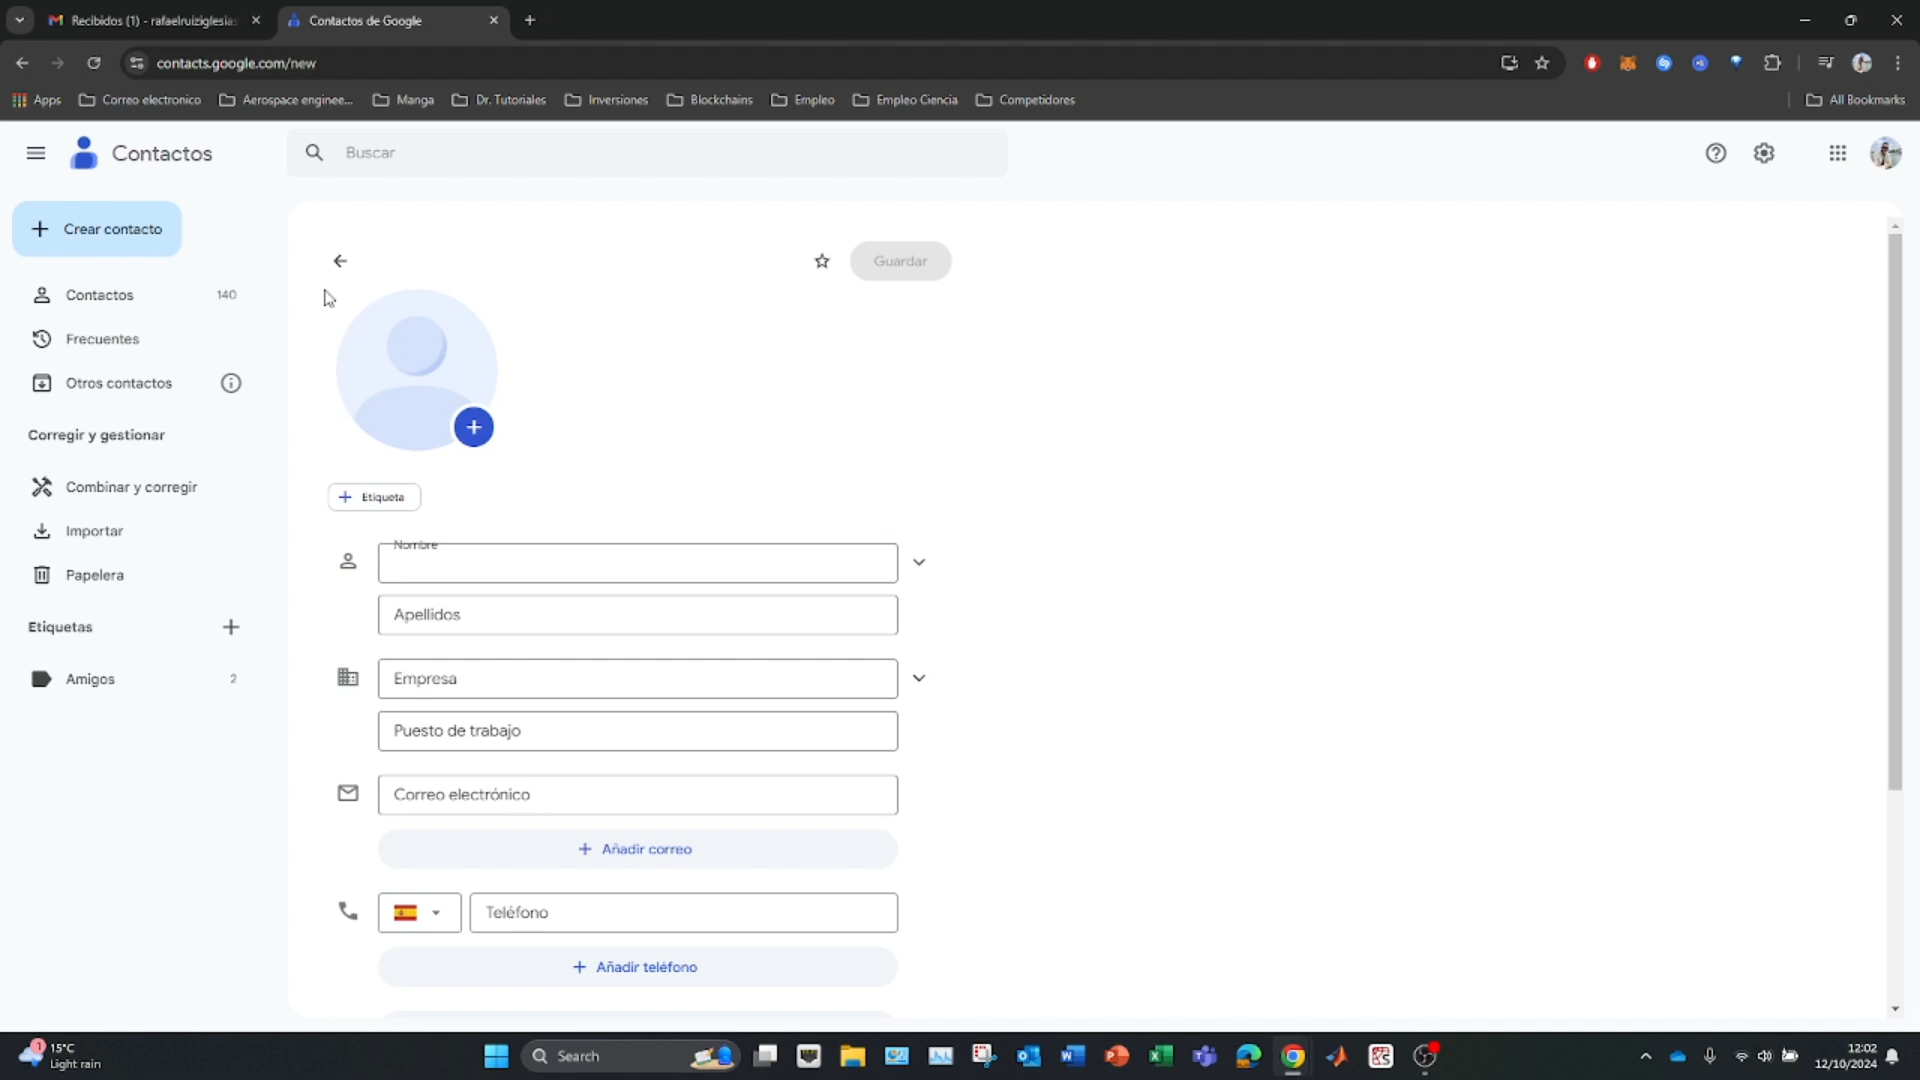 Recibidos (1) - rafaelruiziglesias
Contactos de Google
contacts.google.com/new
Apps
Correo electronico
Aerospace enginee...
Manga
Dr. Tutoriales
Inversiones
Blockchains
Empleo
Empleo Ciencia
Competidores
All Bookmarks
Contactos
Buscar
Crear contacto
Guardar
Contactos 140
Frecuentes
Otros contactos
Corregir y gestionar
Combinar y corregir
Importar
Papelera
Etiquetas
Amigos 2
Etiqueta
Nombre
Apellidos
Empresa
Puesto de trabajo
Correo electrónico
Añadir correo
Teléfono
Añadir teléfono
1
15°C
Light rain
Search
12:02
12/10/2024